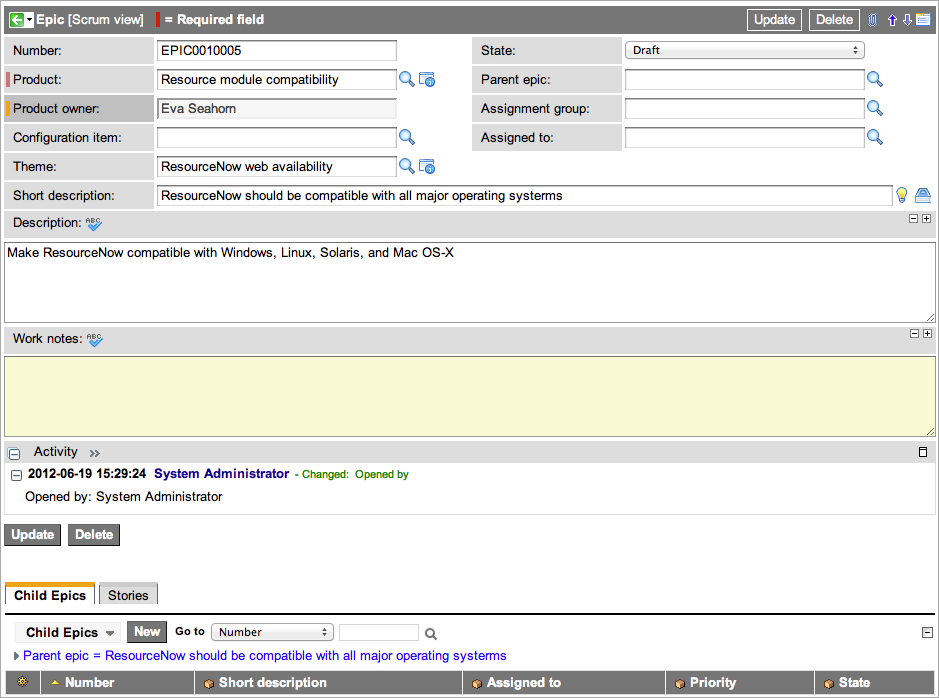 Epic [Scrum view] = Required field Update Delete
Number: EPIC0010005 State: Draft
Product: Resource module compatibility Parent epic:
Product owner: Eva Seahorn Assignment group:
Configuration item: Assigned to:
Theme: ResourceNow web availability
Short description: ResourceNow should be compatible with all major operating systerms
Description: ABC
Make ResourceNow compatible with Windows, Linux, Solaris, and Mac OS-X
Work notes: ABC
Activity
2012-06-19 15:29:24 System Administrator - Changed: Opened by
Opened by: System Administrator
Update Delete
Child Epics Stories
Child Epics New Go to Number
Parent epic = ResourceNow should be compatible with all major operating systerms
Number Short description Assigned to Priority State